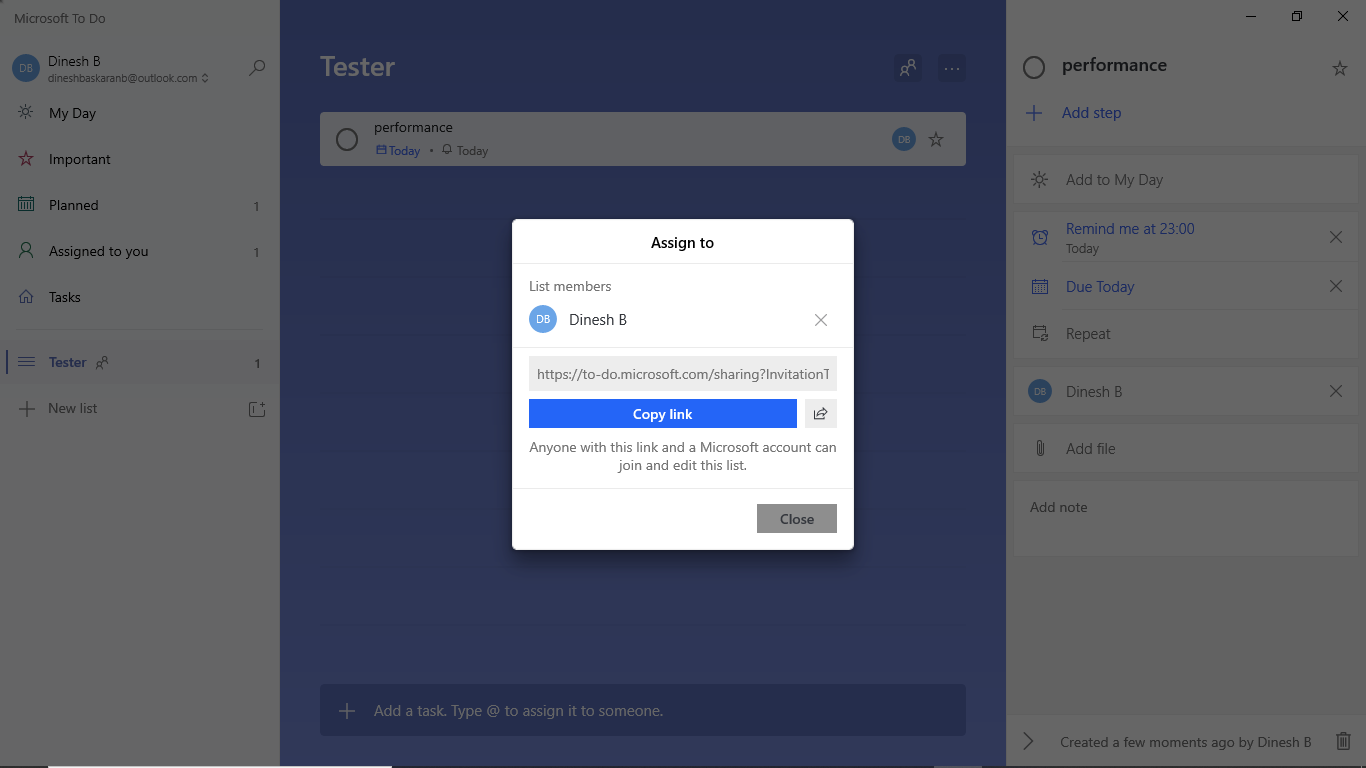 Microsoft To Do
DB
Dinesh B
dineshbaskaranb@outlook.com
My Day
Important
Planned
1
Assigned to you
1
Tasks
Tester
1
New list
Tester
performance
Today • Today
DB
Assign to
List members
DB
Dinesh B
https://to-do.microsoft.com/sharing?InvitationT
Copy link
Anyone with this link and a Microsoft account can
join and edit this list.
Close
Add a task. Type @ to assign it to someone.
performance
Add step
Add to My Day
Remind me at 23:00
Today
Due Today
Repeat
DB
Dinesh B
Add file
Add note
Created a few moments ago by Dinesh B